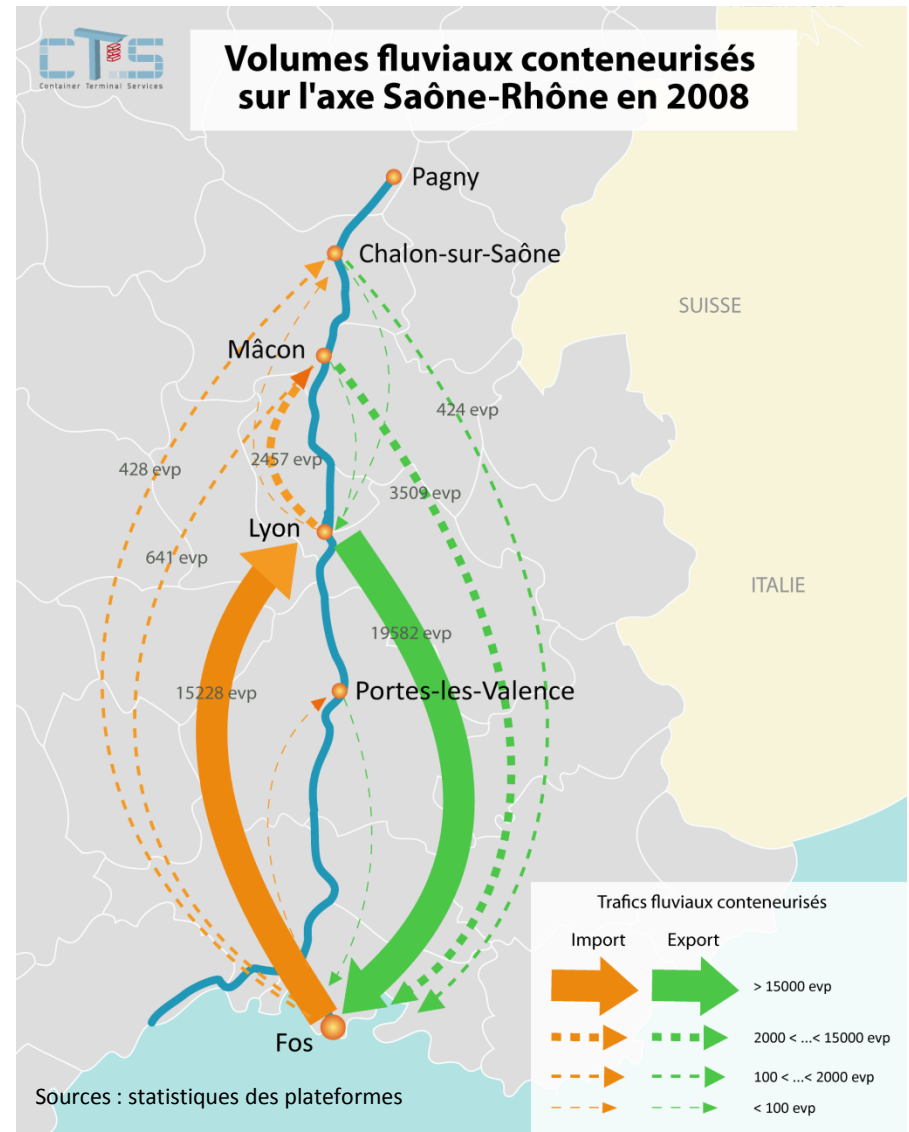 CTS
Container Terminal Services
Volumes fluviaux conteneurisés
sur l'axe Saône-Rhône en 2008
Pagny
Chalon-sur-Saône
SUISSE
Mâcon
424 evp
428 evp
2457 evp
3509 evp
Lyon
641 evp
ITALIE
19582 evp
15228 evp
Portes-les-Valence
Trafics fluviaux conteneurisés
Import
Export
> 15000 evp
Fos
2000 < ...< 15000 evp
100 < ...< 2000 evp
Sources : statistiques des plateformes
< 100 evp